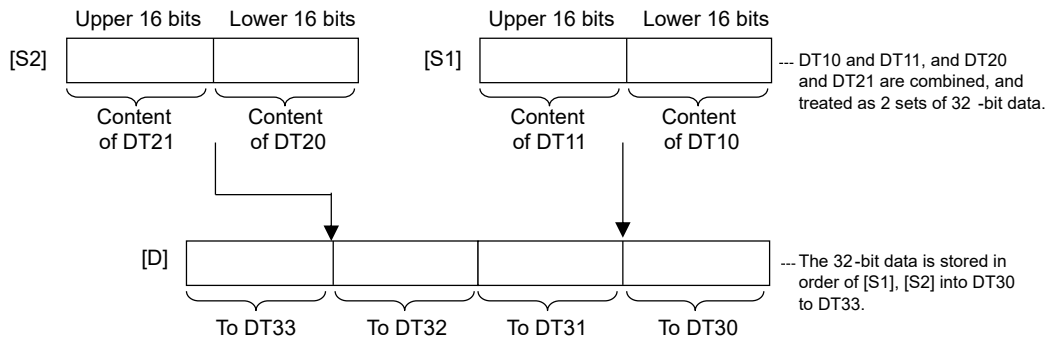 Upper 16 bits Lower 16 bits Upper 16 bits Lower 16 bits
[S2] [S1] --- DT10 and DT11, and DT20
and DT21 are combined, and
treated as 2 sets of 32 -bit data.
Content of DT21
Content of DT20
Content of DT11
Content of DT10
[D] --- The 32-bit data is stored in
order of [S1], [S2] into DT30
to DT33.
To DT33 To DT32 To DT31 To DT30